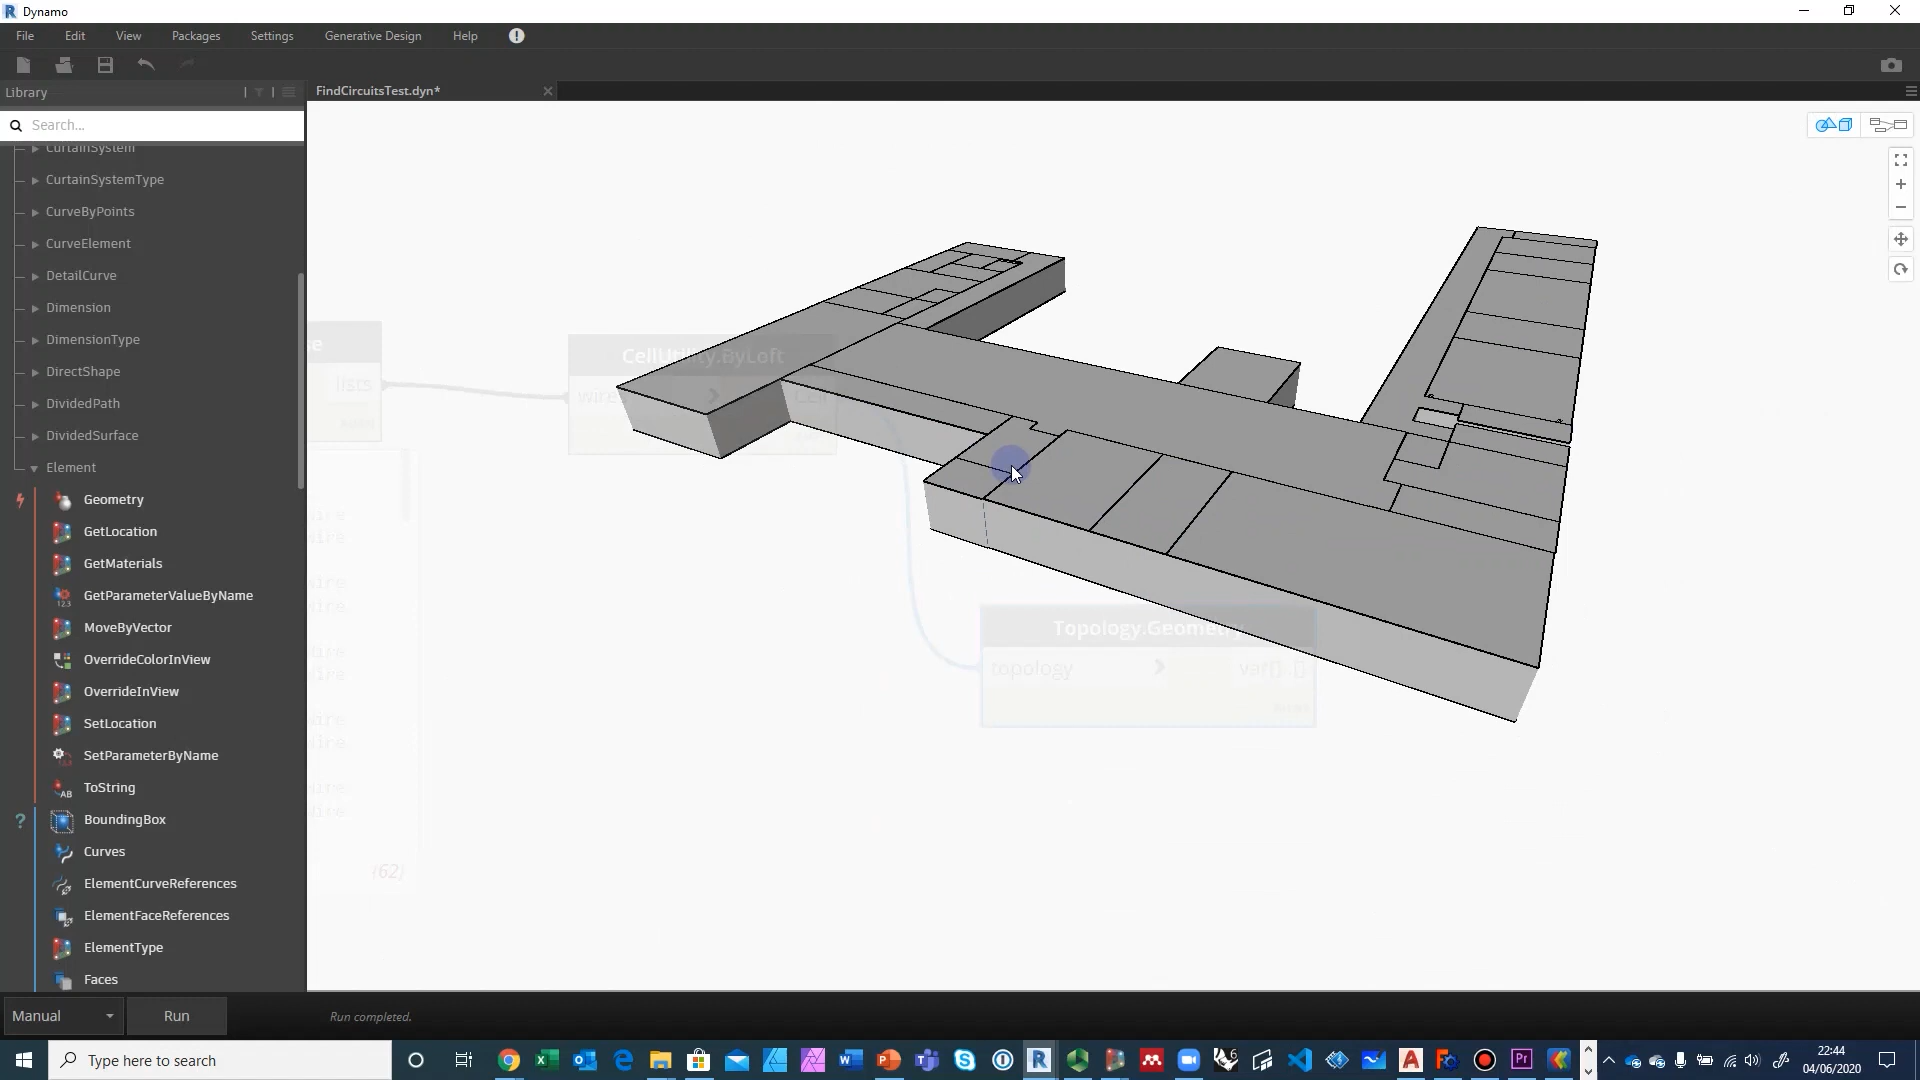 Dynamo
File Edit View Packages Settings Generative Design Help
Library
FindCircuitsTest.dyn*
Search...
CurtainSystem
CurtainSystemType
CurveByPoints
CurveElement
DetailCurve
Dimension
DimensionType
DirectShape
DividedPath
DividedSurface
Element
Geometry
GetLocation
GetMaterials
GetParameterValueByName
MoveByVector
OverrideColorInView
OverrideInView
SetLocation
SetParameterByName
ToString
BoundingBox
Curves
ElementCurveReferences
ElementFaceReferences
ElementType
Faces
lists
CellUtility.ByLoft
wires > Cell
Topology.Geometry
topology > var[]..[]
{62}
Manual Run Run completed.
Type here to search
22:44
04/06/2020